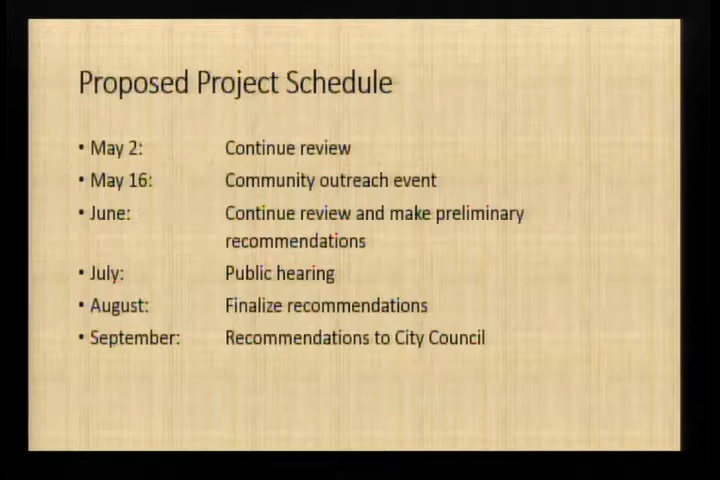 Proposed Project Schedule
• May 2: Continue review
• May 16: Community outreach event
• June: Continue review and make preliminary
recommendations
• July: Public hearing
• August: Finalize recommendations
• September: Recommendations to City Council